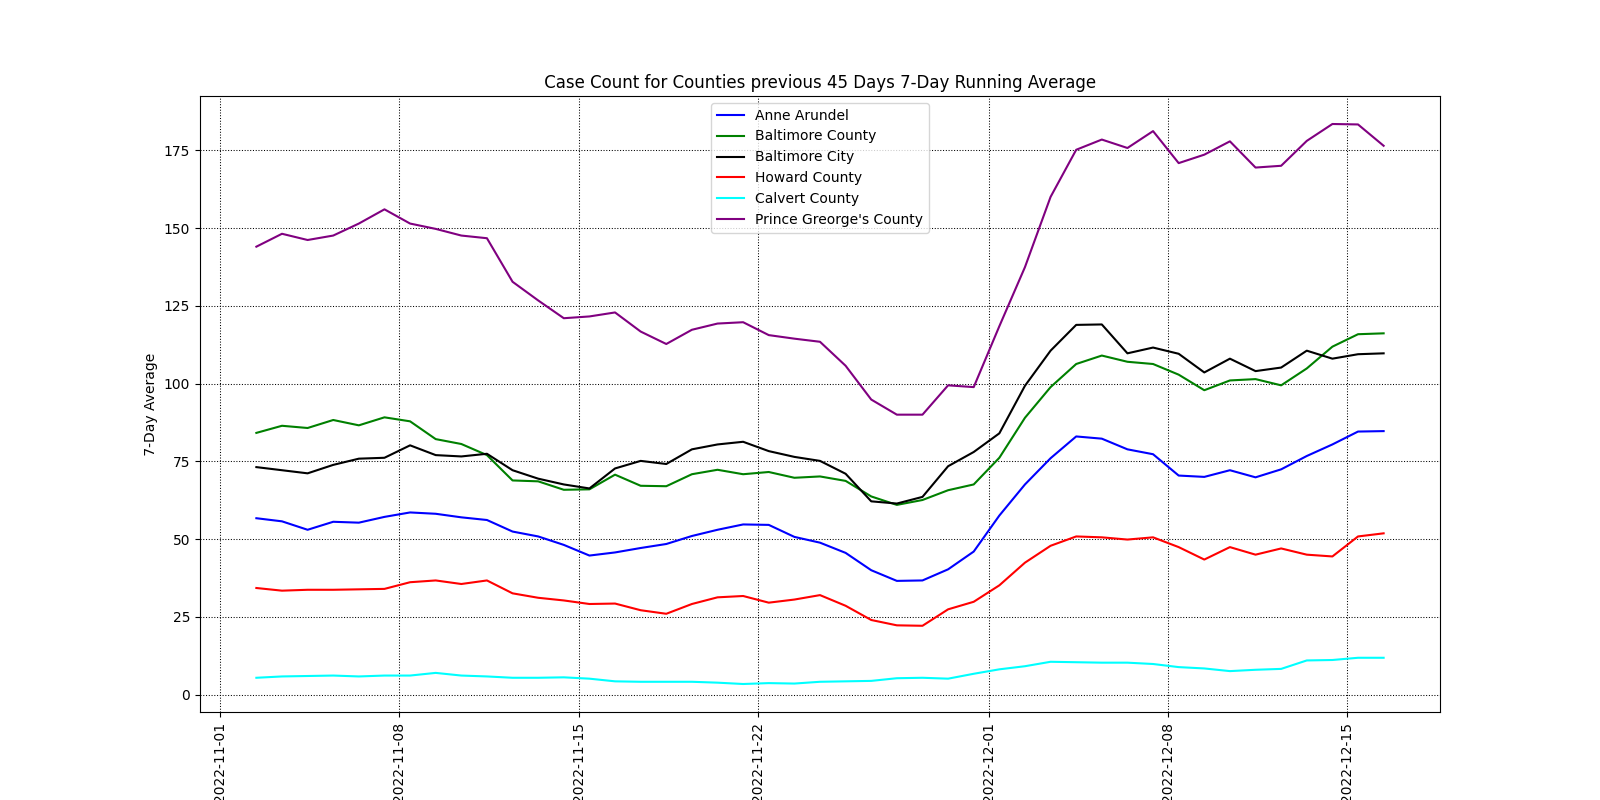 Case Count for Counties previous 45 Days 7-Day Running Average
Anne Arundel
Baltimore County
Baltimore City
Howard County
Calvert County
Prince Greorge's County
7-Day Average
175
150
125
100
75
50
25
0
2022-11-01
2022-11-08
2022-11-15
2022-11-22
2022-12-01
2022-12-08
2022-12-15